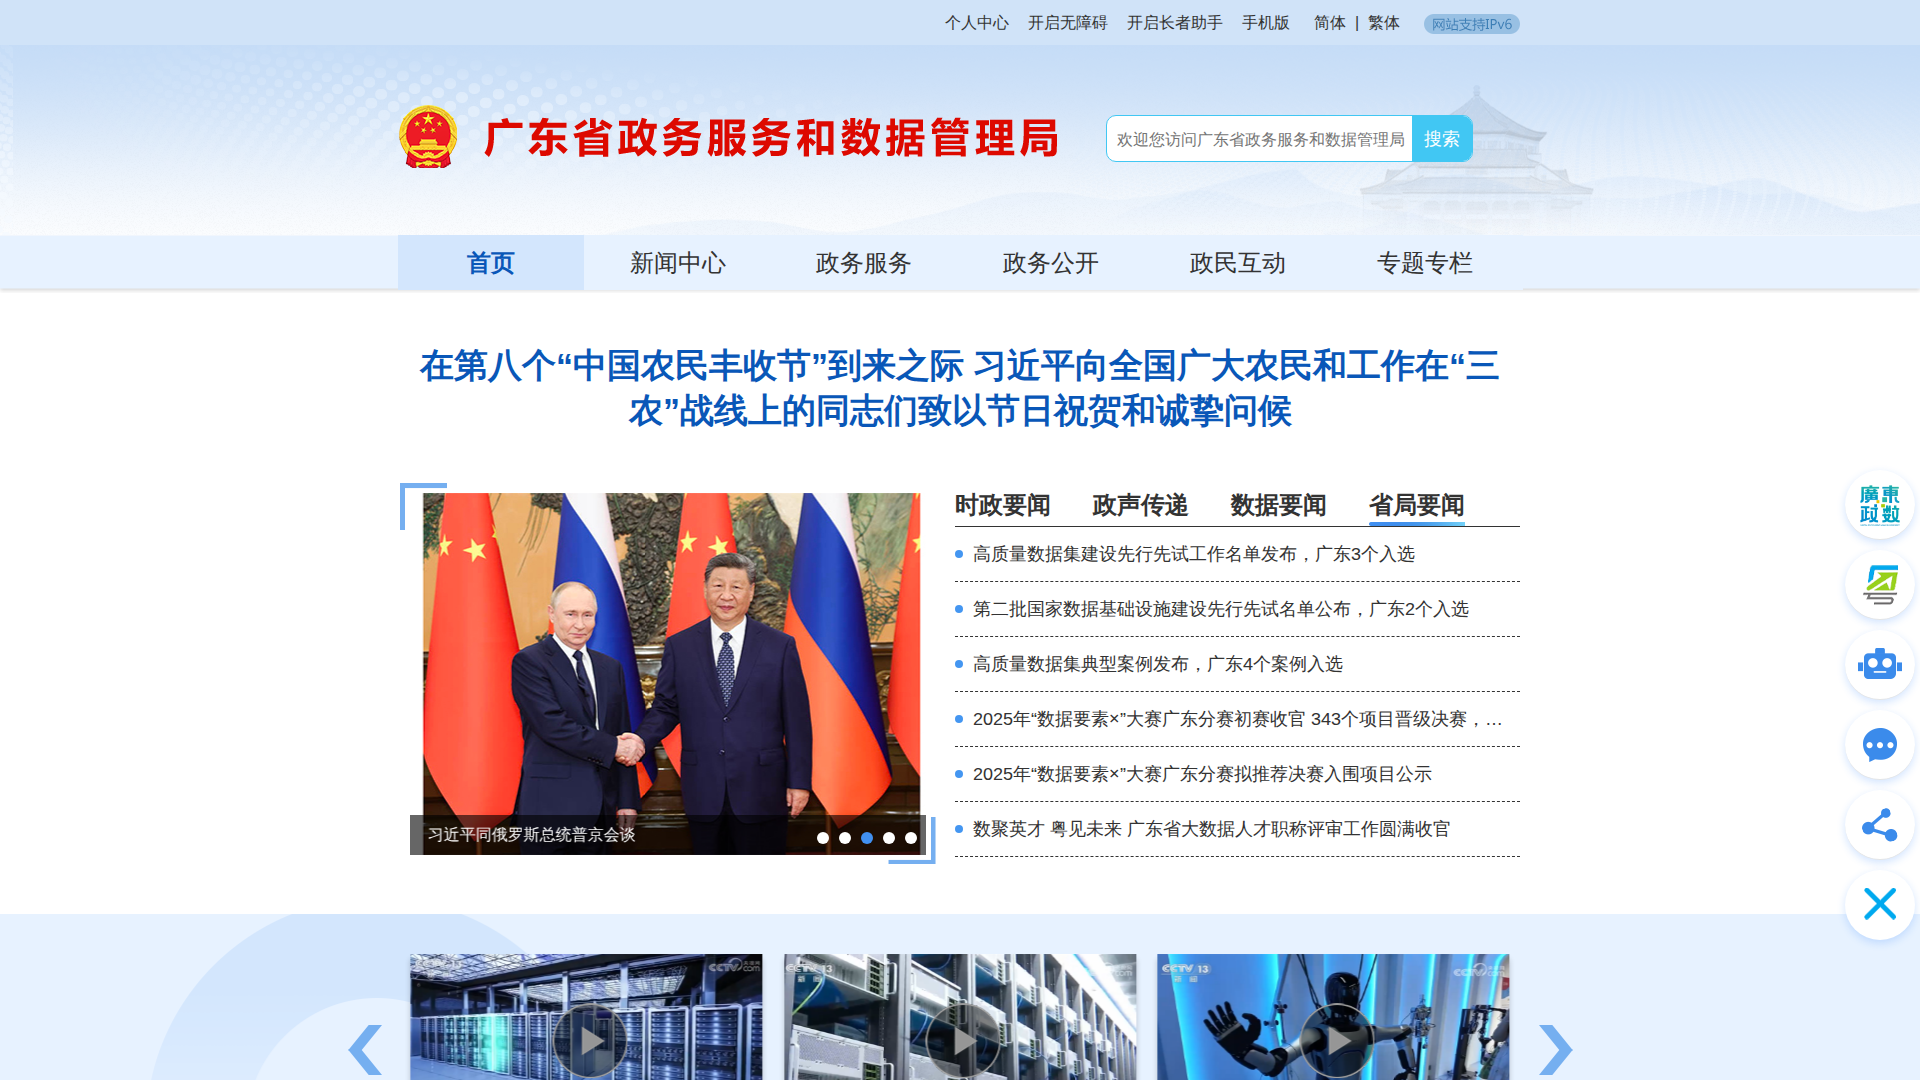 个人中心 开启无障碍 开启长者助手 手机版 简体 | 繁体 网站支持IPv6
广东省政务服务和数据管理局
欢迎您访问广东省政务服务和数据管理局 搜索
首页 新闻中心 政务服务 政务公开 政民互动 专题专栏
在第八个“中国农民丰收节”到来之际 习近平向全国广大农民和工作在“三
农”战线上的同志们致以节日祝贺和诚挚问候
时政要闻 政声传递 数据要闻 省局要闻
高质量数据集建设先行先试工作名单发布，广东3个入选
第二批国家数据基础设施建设先行先试名单公布，广东2个入选
高质量数据集典型案例发布，广东4个案例入选
2025年“数据要素×”大赛广东分赛初赛收官 343个项目晋级决赛，…
2025年“数据要素×”大赛广东分赛拟推荐决赛入围项目公示
数聚英才 粤见未来 广东省大数据人才职称评审工作圆满收官
习近平同俄罗斯总统普京会谈
廣東
政数
CCTV 13
CCTV com
CCTV 13
新闻
com
CCTV 13
新闻
CCTV com